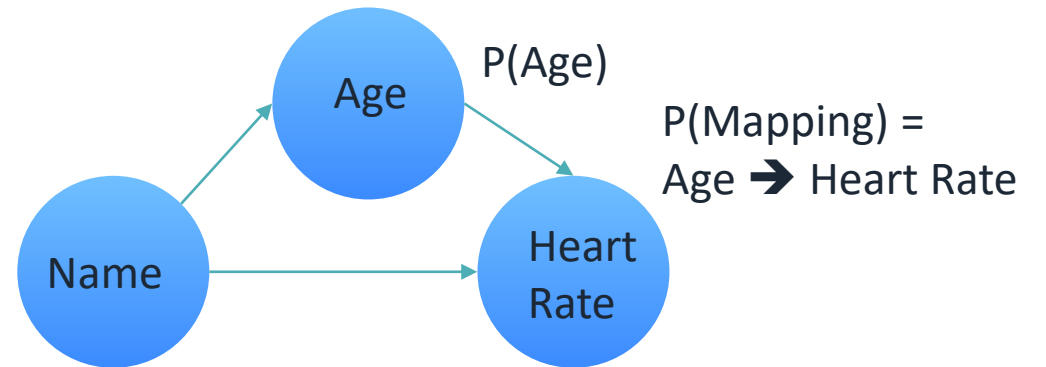 Age
P(Age)
P(Mapping) =
Age ➔ Heart Rate
Name
Heart
Rate